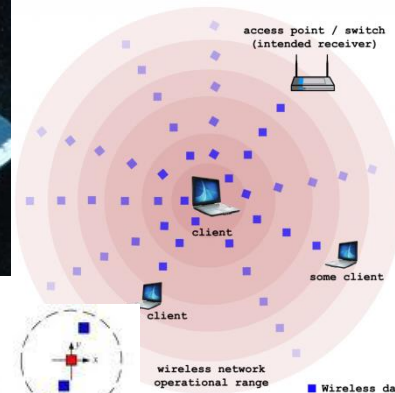 access point / switch
(intended receiver)
client
some client
client
wireless network
operational range
y
x
Wireless da